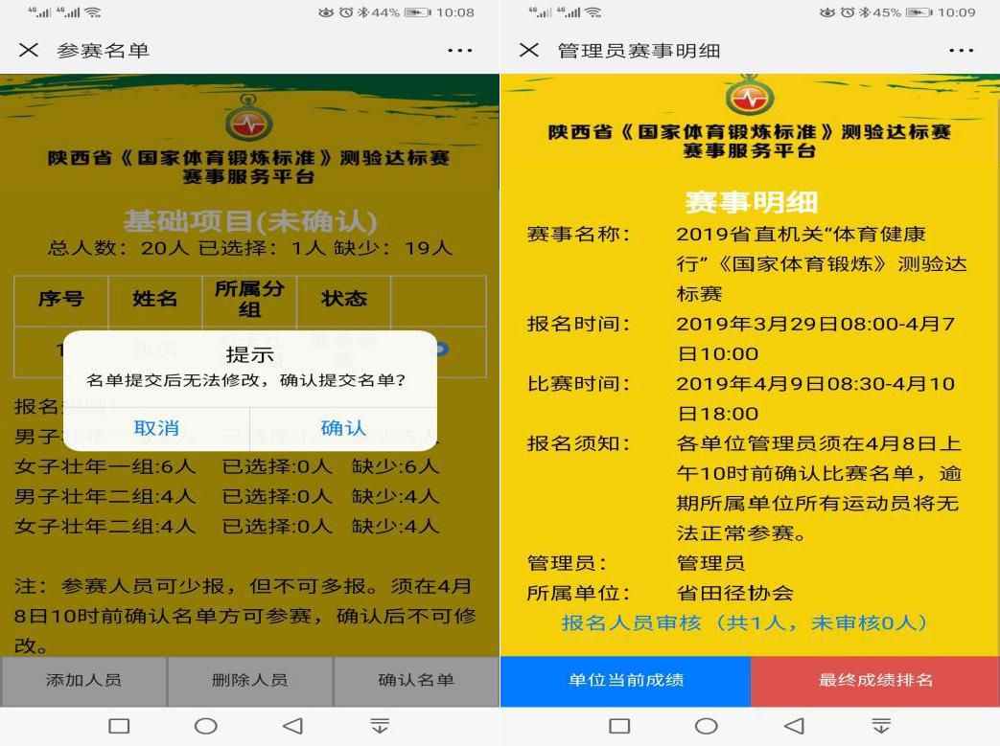 4G 4G 44% 10:08
参赛名单
陕西省《国家体育锻炼标准》测验达标赛
赛事服务平台
基础项目(未确认)
总人数：20人 已选择：1人 缺少：19人
序号 姓名 所属分组 状态
1
提示
名单提交后无法修改，确认提交名单？
取消 确认
报名
男子
女子壮年一组:6人 已选择:0人 缺少:6人
男子壮年二组:4人 已选择:0人 缺少:4人
女子壮年二组:4人 已选择:0人 缺少:4人
注：参赛人员可少报，但不可多报。须在4月
8日10时前确认名单方可参赛，确认后不可修
改。
添加人员 删除人员 确认名单
4G 4G 45% 10:09
管理员赛事明细
陕西省《国家体育锻炼标准》测验达标赛
赛事服务平台
赛事明细
赛事名称： 2019省直机关“体育健康
行”《国家体育锻炼》测验达
标赛
报名时间： 2019年3月29日08:00-4月7
日10:00
比赛时间： 2019年4月9日08:30-4月10
日18:00
报名须知： 各单位管理员须在4月8日上
午10时前确认比赛名单，逾
期所属单位所有运动员将无
法正常参赛。
管理员： 管理员
所属单位： 省田径协会
报名人员审核（共1人，未审核0人）
单位当前成绩 最终成绩排名